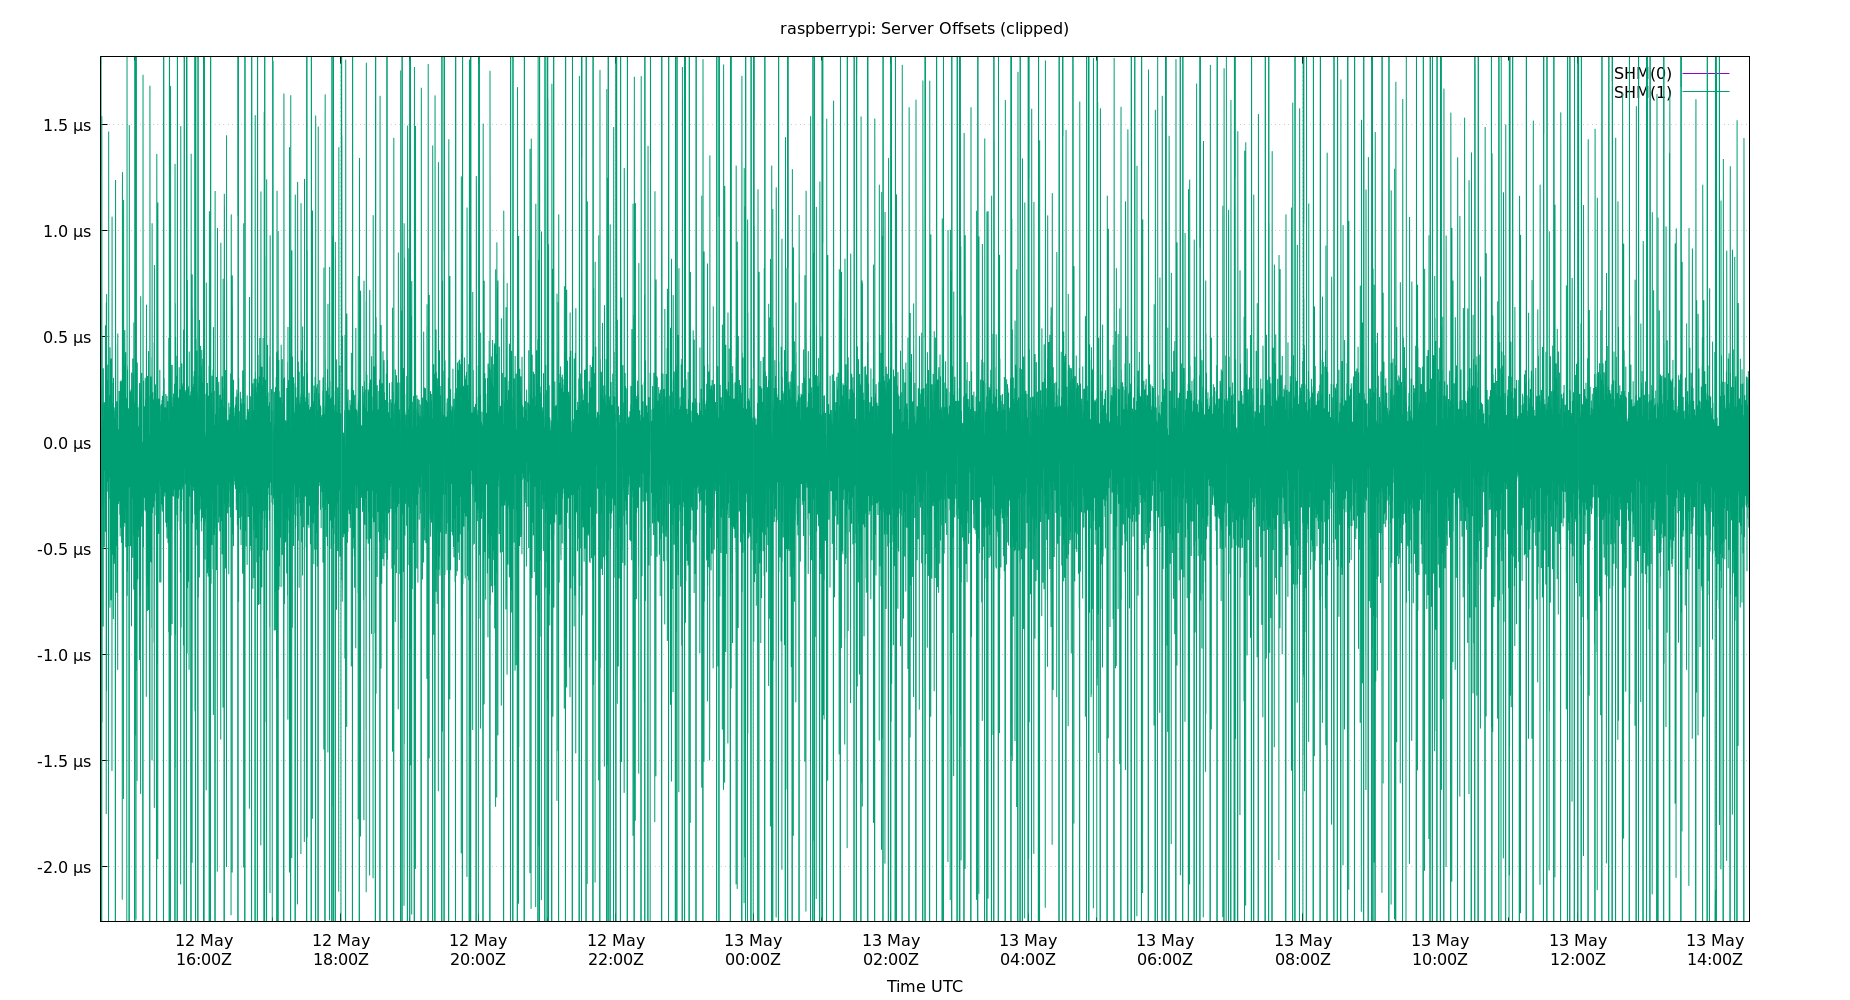 raspberrypi: Server Offsets (clipped)
SHM(0)
SHM(1)
1.5 µs
1.0 µs
0.5 µs
0.0 µs
-0.5 µs
-1.0 µs
-1.5 µs
-2.0 µs
12 May 12 May 12 May 12 May 13 May 13 May 13 May 13 May 13 May 13 May 13 May 13 May
16:00Z 18:00Z 20:00Z 22:00Z 00:00Z 02:00Z 04:00Z 06:00Z 08:00Z 10:00Z 12:00Z 14:00Z
Time UTC